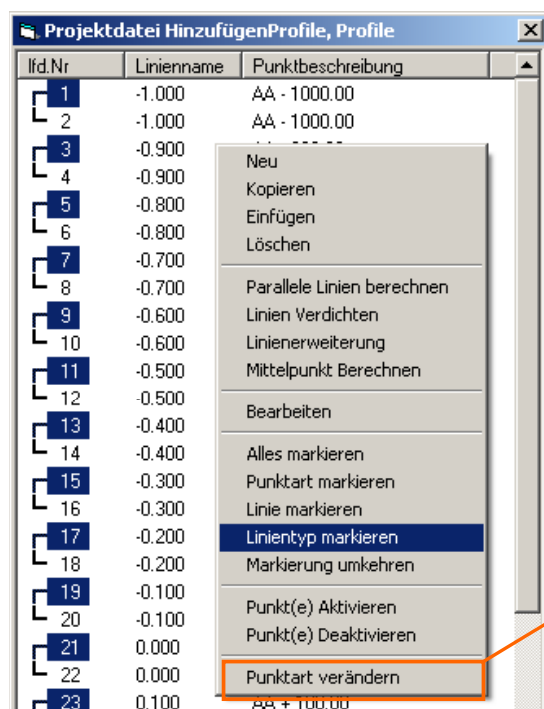 Projektdatei HinzufügenProfile, Profile
lfd.Nr Linienname Punktbeschreibung
1 -1.000 AA - 1000.00
2 -1.000 AA - 1000.00
3 -0.900
4 -0.900
5 -0.800
6 -0.800
7 -0.700
8 -0.700
9 -0.600
10 -0.600
11 -0.500
12 -0.500
13 -0.400
14 -0.400
15 -0.300
16 -0.300
17 -0.200
18 -0.200
19 -0.100
20 -0.100
21 0.000
22 0.000
23 0.100 AA + 100.00
Neu
Kopieren
Einfügen
Löschen
Parallele Linien berechnen
Linien Verdichten
Linienerweiterung
Mittelpunkt Berechnen
Bearbeiten
Alles markieren
Punktart markieren
Linie markieren
Linientyp markieren
Markierung umkehren
Punkt(e) Aktivieren
Punkt(e) Deaktivieren
Punktart verändern